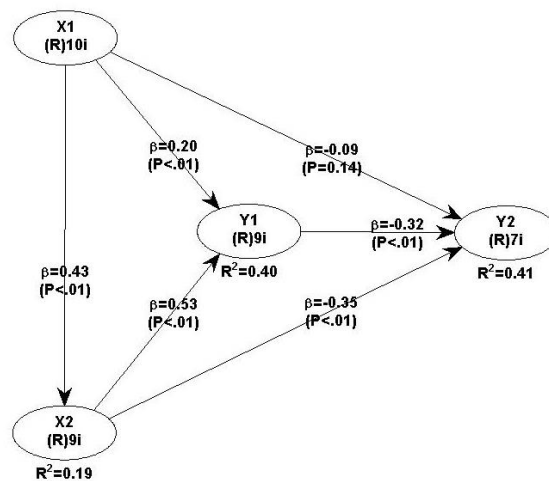 X1
(R)10i
β=0.20
(P<.01)
β=-0.09
(P=0.14)
Y1
(R)9i
R²=0.40
β=-0.32
(P<.01)
Y2
(R)7i
R²=0.41
β=0.43
(P<.01)
β=0.53
(P<.01)
β=-0.35
(P<.01)
X2
(R)9i
R²=0.19